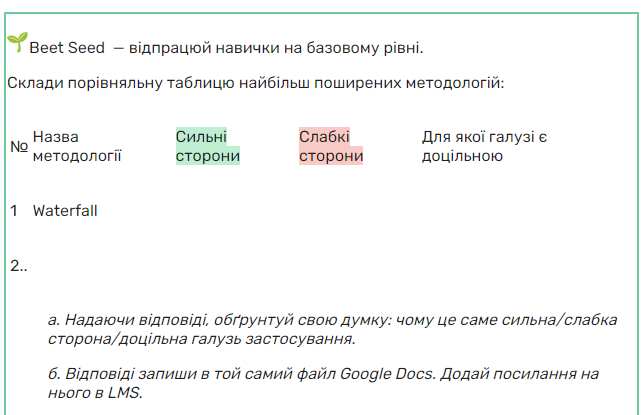 Beet Seed — відпрацюй навички на базовому рівні.
Склади порівняльну таблицю найбільш поширених методологій:
№ Назва методології Сильні сторони Слабкі сторони Для якої галузі є доцільною
1 Waterfall
2..
а. Надаючи відповіді, обґрунтуй свою думку: чому це саме сильна/слабка
сторона/доцільна галузь застосування.
б. Відповіді запиши в той самий файл Google Docs. Додай посилання на
нього в LMS.